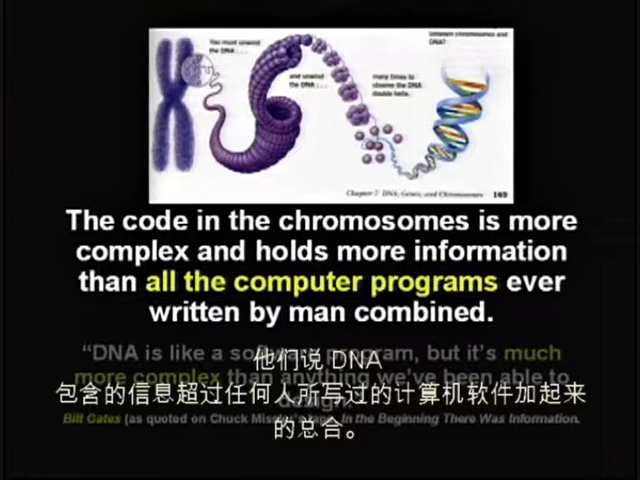 You must unwind
the DNA . . .
and unwind
the DNA . . .
many times to
observe the DNA
double helix.
between chromosomes and
DNA?
Chapter 7 DNA, Genes, and Chromosomes 169
The code in the chromosomes is more
complex and holds more information
than all the computer programs ever
written by man combined.
“DNA is like a software program, but it’s much
more complex than anything we’ve been able to
Bill Gates (as quoted on Chuck Missler’s tape, In the Beginning There Was Information.
他们说 DNA
包含的信息超过任何人所写过的计算机软件加起来
的总合。